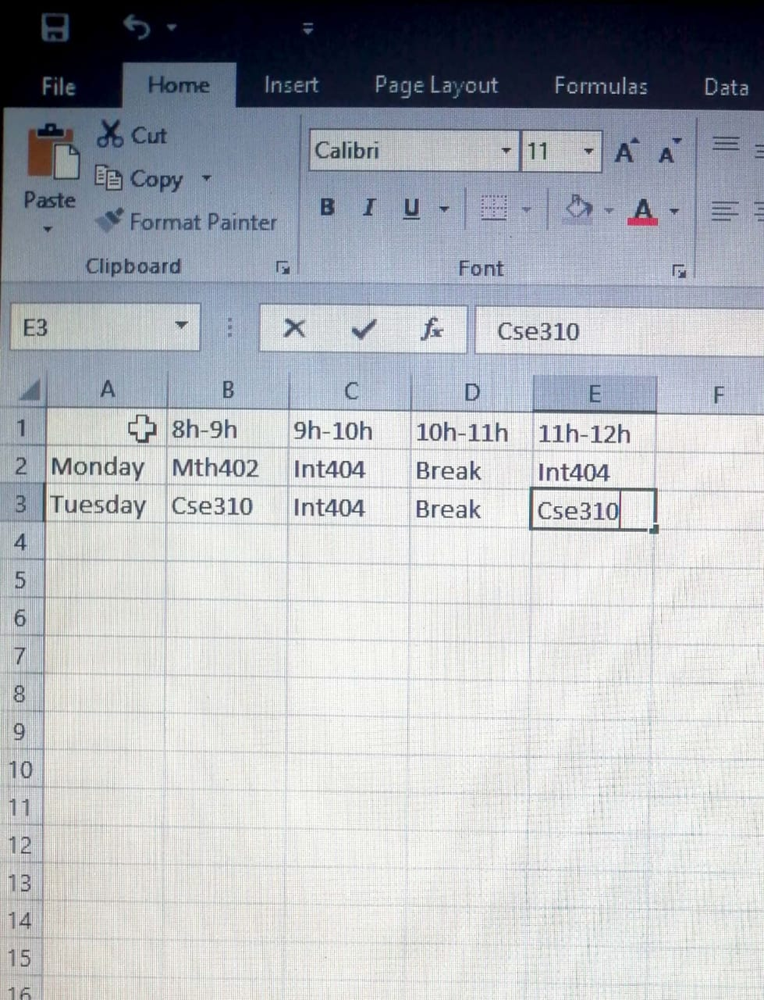 File Home Insert Page Layout Formulas Data
Cut
Calibri 11 A A
Copy
Paste
B I U A
Format Painter
Clipboard Font
E3 fx Cse310
A B C D E F
1 8h-9h 9h-10h 10h-11h 11h-12h
2 Monday Mth402 Int404 Break Int404
3 Tuesday Cse310 Int404 Break Cse310
4
5
6
7
8
9
10
11
12
13
14
15
16